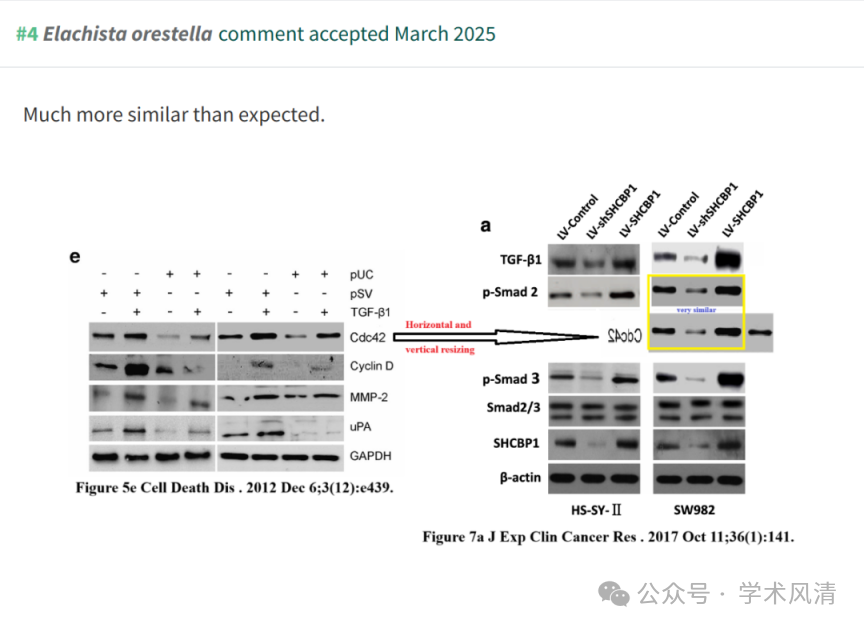 #4 Elachista orestella comment accepted March 2025
Much more similar than expected.
e
- - + + - - + + pUC
+ + - - + + - - pSV
- + - + - + - + TGF-β1
Cdc42
Cyclin D
MMP-2
uPA
GAPDH
Figure 5e Cell Death Dis . 2012 Dec 6;3(12):e439.
Horizontal and
vertical resizing
a
LV-Control LV-shSHCBP1 LV-SHCBP1 LV-Control LV-shSHCBP1 LV-SHCBP1
TGF-β1
p-Smad 2
very similar
Cdc42
p-Smad 3
Smad2/3
SHCBP1
β-actin
HS-SY-Ⅱ SW982
Figure 7a J Exp Clin Cancer Res . 2017 Oct 11;36(1):141.
公众号 · 学术风清